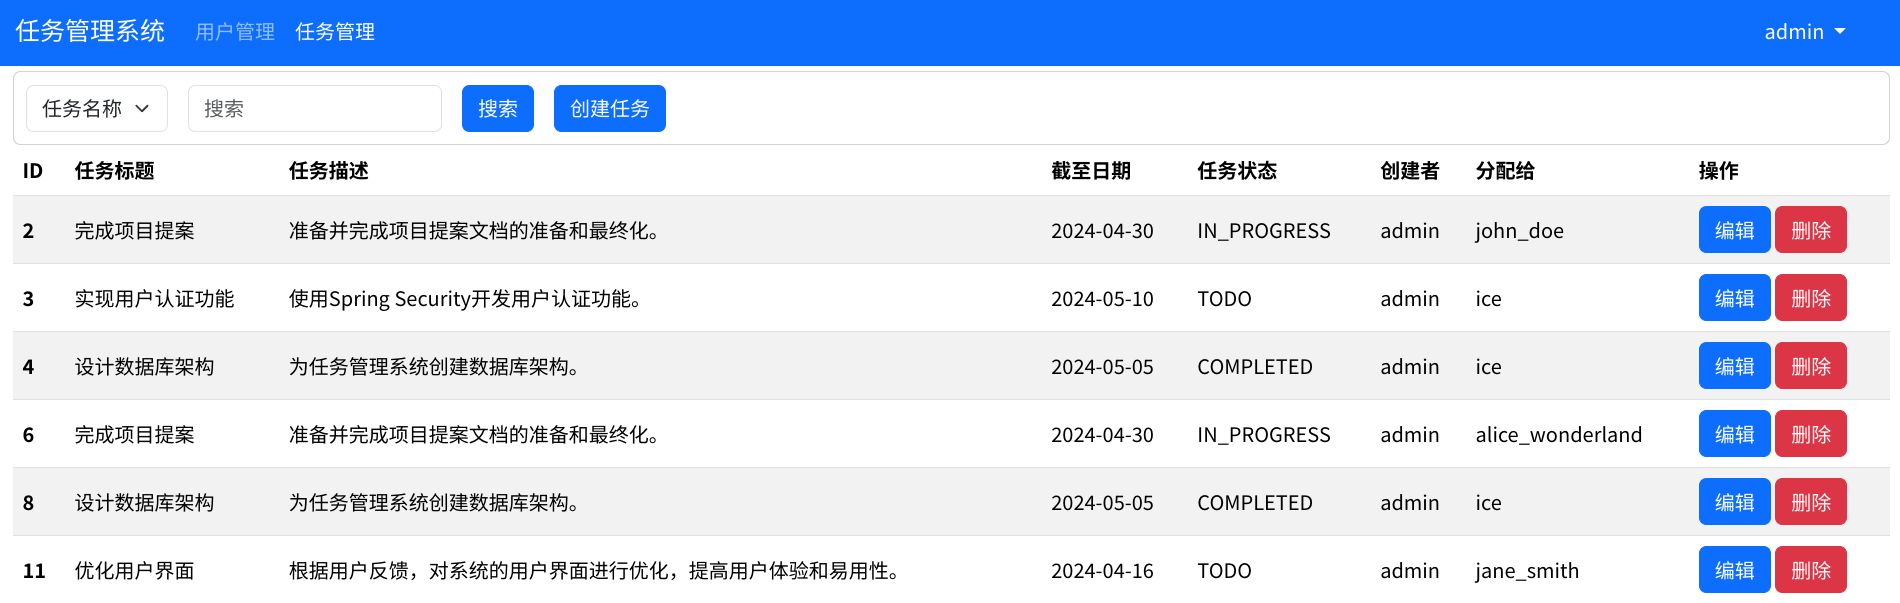 任务管理系统 用户管理 任务管理 admin
任务名称 搜索 搜索 创建任务
ID 任务标题 任务描述 截至日期 任务状态 创建者 分配给 操作
2 完成项目提案 准备并完成项目提案文档的准备和最终化。 2024-04-30 IN_PROGRESS admin john_doe 编辑 删除
3 实现用户认证功能 使用Spring Security开发用户认证功能。 2024-05-10 TODO admin ice 编辑 删除
4 设计数据库架构 为任务管理系统创建数据库架构。 2024-05-05 COMPLETED admin ice 编辑 删除
6 完成项目提案 准备并完成项目提案文档的准备和最终化。 2024-04-30 IN_PROGRESS admin alice_wonderland 编辑 删除
8 设计数据库架构 为任务管理系统创建数据库架构。 2024-05-05 COMPLETED admin ice 编辑 删除
11 优化用户界面 根据用户反馈，对系统的用户界面进行优化，提高用户体验和易用性。 2024-04-16 TODO admin jane_smith 编辑 删除